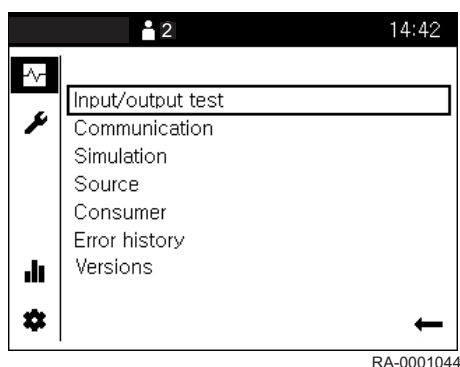 2 14:42
Input/output test
Communication
Simulation
Source
Consumer
Error history
Versions
RA-0001044